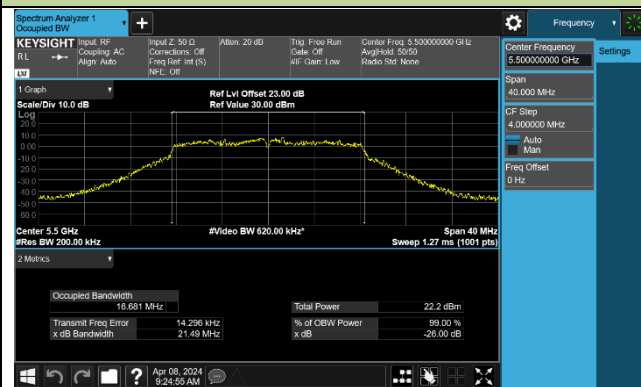 Spectrum Analyzer 1
Occupied BW
Frequency
KEYSIGHT
RL
LXI
Input: RF
Coupling: AC
Align: Auto
Input Z: 50 Ω
Corrections: Off
Freq Ref: Int (S)
NFE: Off
Atten: 20 dB
Trig: Free Run
Gate: Off
#IF Gain: Low
Center Freq: 5.500000000 GHz
Avg|Hold: 50/50
Radio Std: None
Center Frequency
5.500000000 GHz
Settings
Span
40.000 MHz
CF Step
4.000000 MHz
Auto
Man
Freq Offset
0 Hz
1 Graph
Scale/Div 10.0 dB
Ref Lvl Offset 23.00 dB
Ref Value 30.00 dBm
Log
20.0
10.0
0.00
-10.0
-20.0
-30.0
-40.0
-50.0
-60.0
Center 5.5 GHz
#Video BW 620.00 kHz*
Span 40 MHz
#Res BW 200.00 kHz
Sweep 1.27 ms (1001 pts)
2 Metrics
Occupied Bandwidth
16.681 MHz
Total Power
22.2 dBm
Transmit Freq Error
14.296 kHz
% of OBW Power
99.00 %
x dB Bandwidth
21.49 MHz
x dB
-26.00 dB
Apr 08, 2024
9:24:55 AM